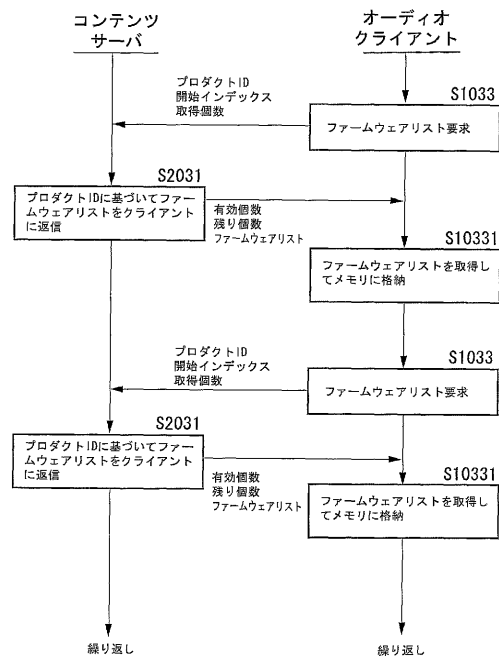 コンテンツ
サーバ
オーディオ
クライアント
プロダクトID
開始インデックス
取得個数
S1033
ファームウェアリスト要求
S2031
プロダクトIDに基づいてファー
ムウェアリストをクライアント
に返信
有効個数
残り個数
ファームウェアリスト
S10331
ファームウェアリストを取得し
てメモリに格納
プロダクトID
開始インデックス
取得個数
S1033
ファームウェアリスト要求
S2031
プロダクトIDに基づいてファー
ムウェアリストをクライアント
に返信
有効個数
残り個数
ファームウェアリスト
S10331
ファームウェアリストを取得し
てメモリに格納
繰り返し
繰り返し